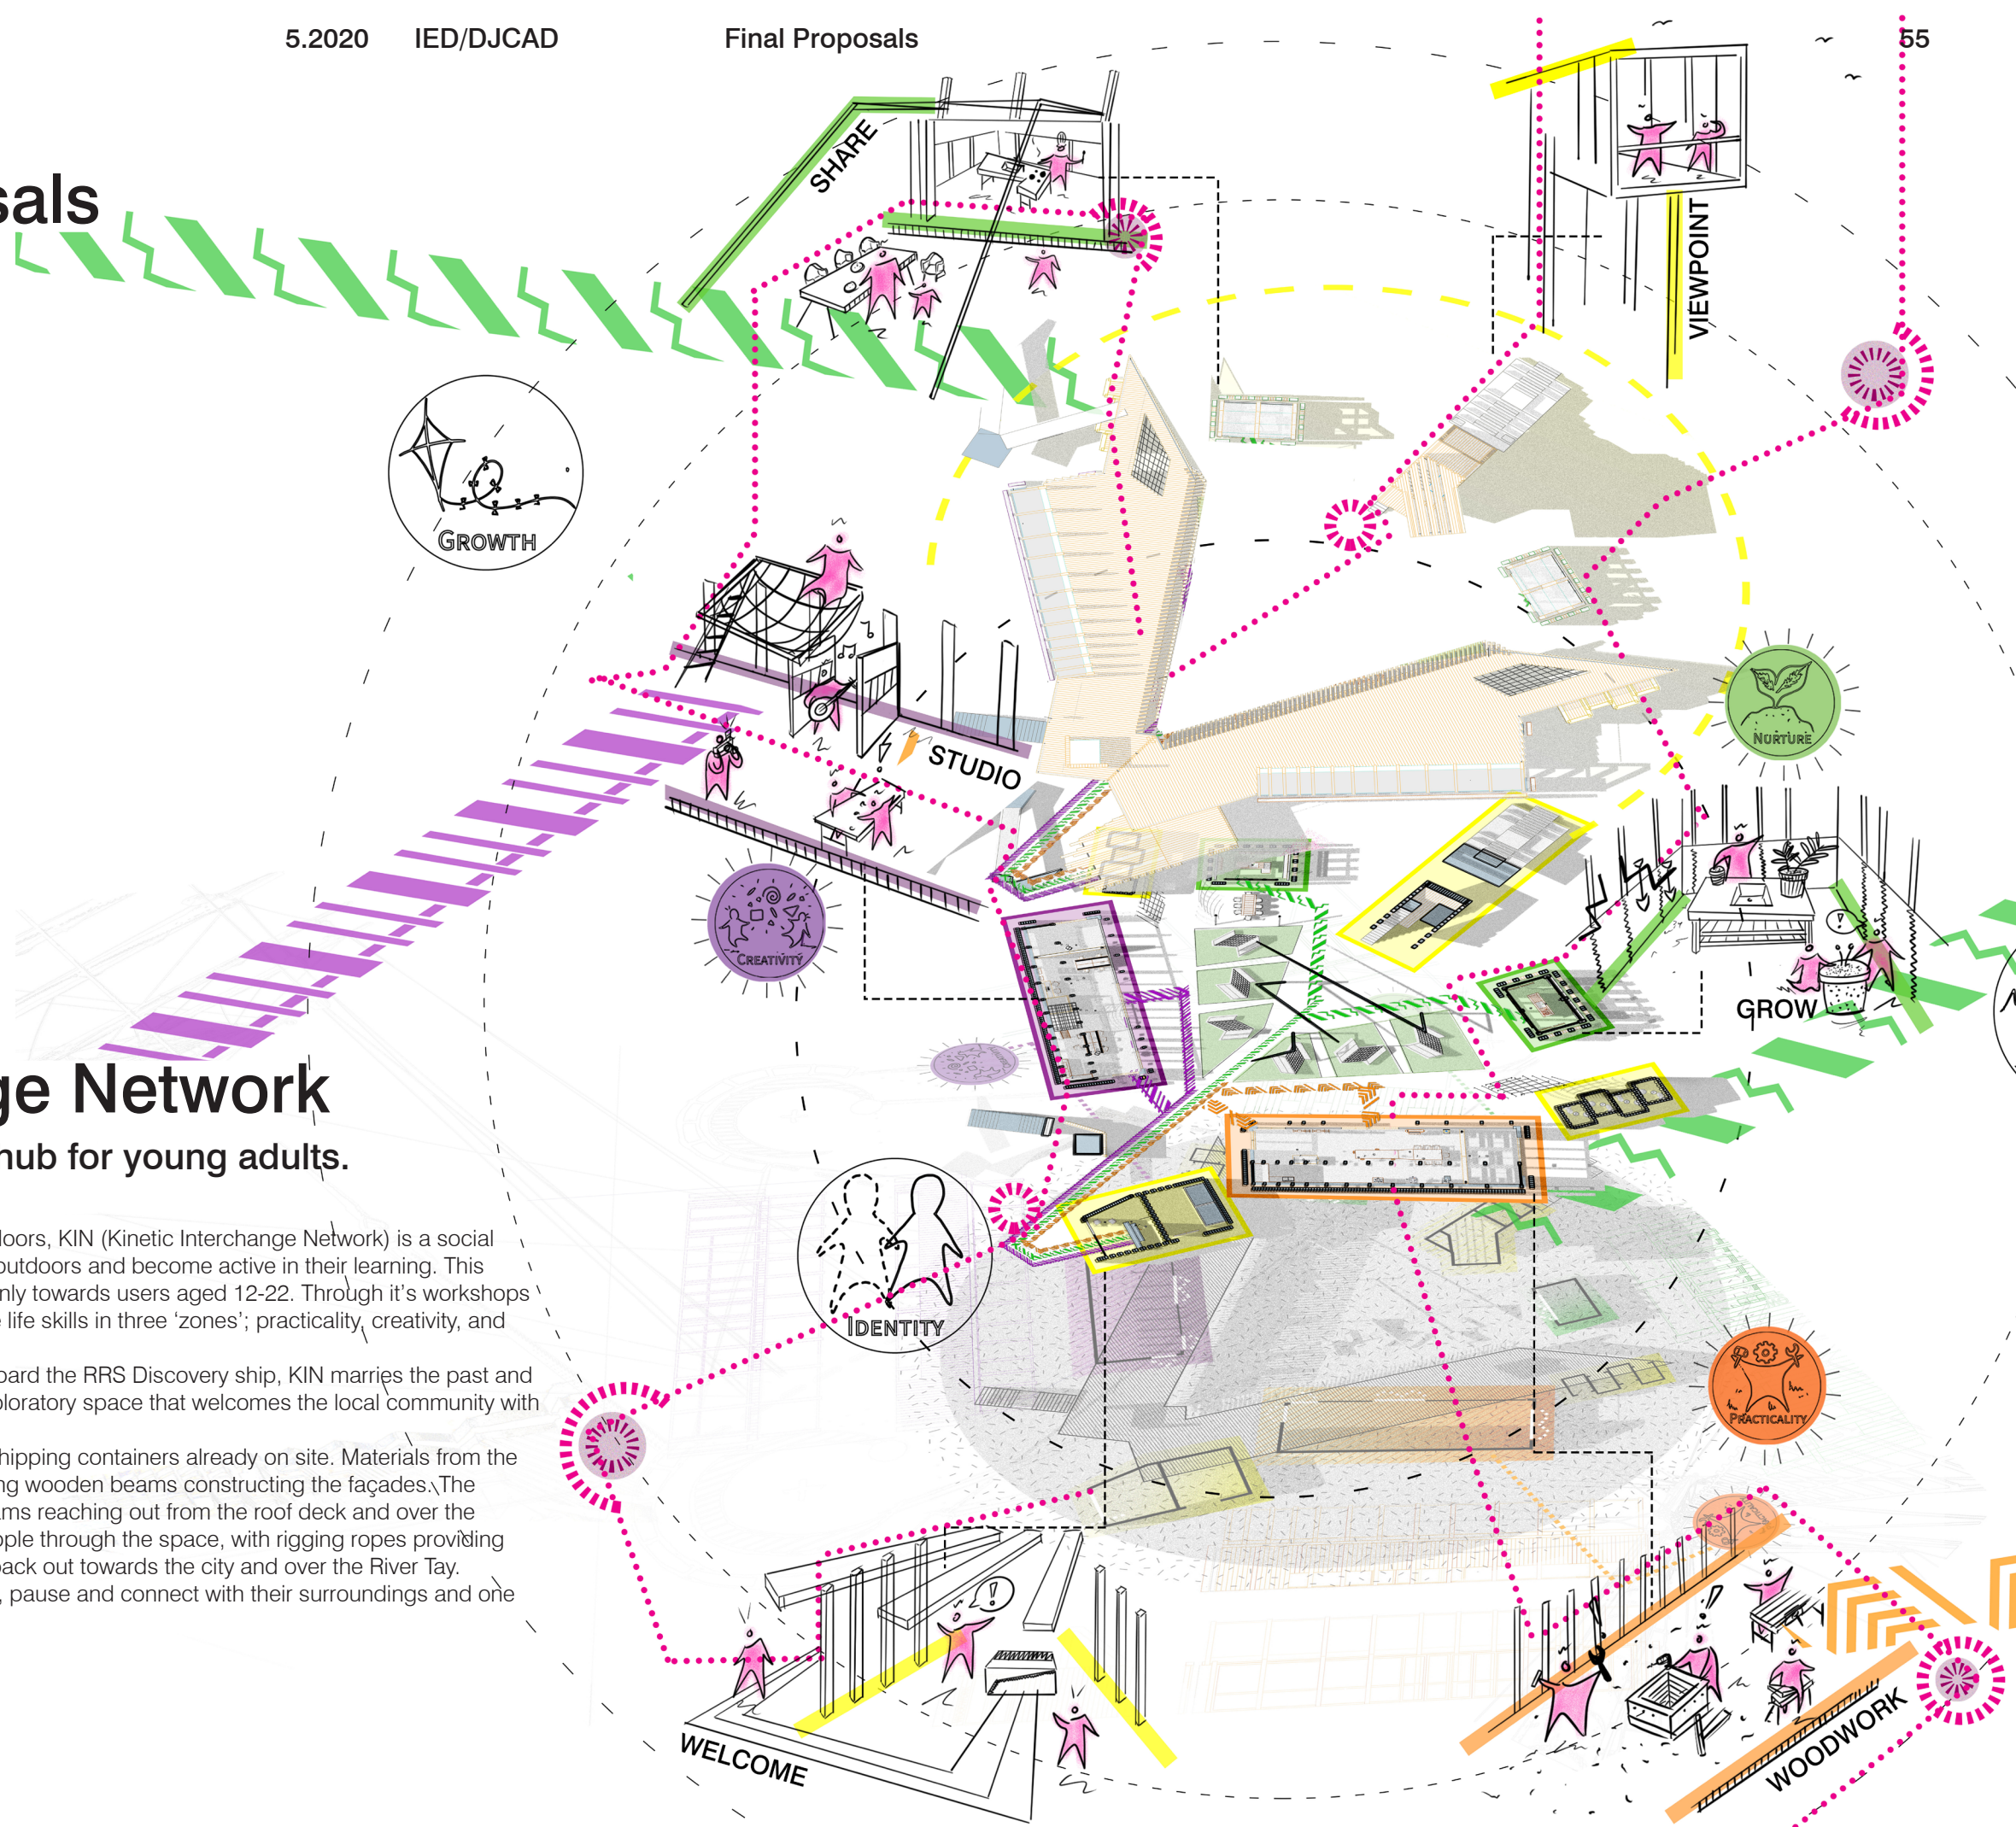 5.2020 IED/DJCAD Final Proposals 55
sals
SHARE
VIEWPOINT
GROWTH
STUDIO
NURTURE
CREATIVITY
GROW
ge Network
hub for young adults.
loors, KIN (Kinetic Interchange Network) is a social
outdoors and become active in their learning. This
nly towards users aged 12-22. Through it's workshops
e life skills in three ‘zones’; practicality, creativity, and
oard the RRS Discovery ship, KIN marries the past and
ploratory space that welcomes the local community with
hipping containers already on site. Materials from the
ng wooden beams constructing the façades. The
ams reaching out from the roof deck and over the
ople through the space, with rigging ropes providing
back out towards the city and over the River Tay.
, pause and connect with their surroundings and one
IDENTITY
PRACTICALITY
WELCOME
WOODWORK